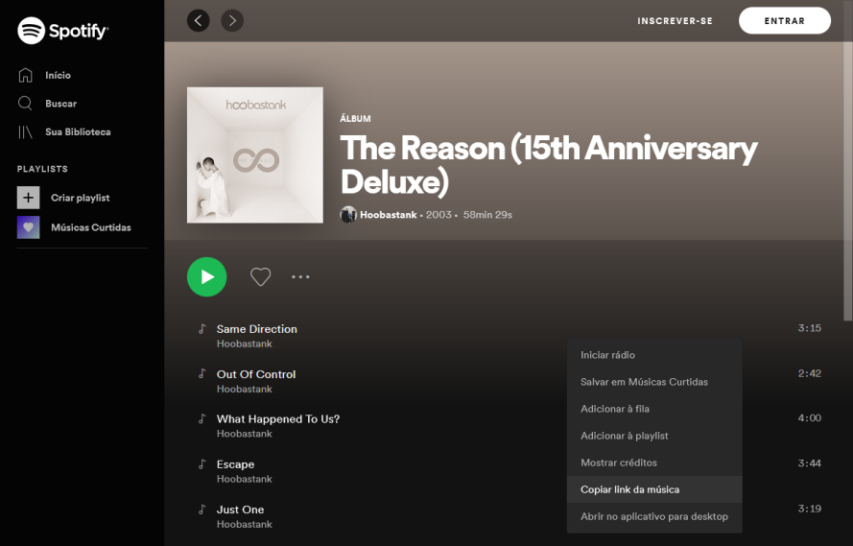 Spotify
INSCREVER-SE
ENTRAR
Início
Buscar
Sua Biblioteca
PLAYLISTS
Criar playlist
Músicas Curtidas
hoobastank
ÁLBUM
The Reason (15th Anniversary
Deluxe)
Hoobastank • 2003 • 58min 29s
Same Direction 3:15
Hoobastank
Out Of Control 2:42
Hoobastank
What Happened To Us? 4:00
Hoobastank
Escape 3:44
Hoobastank
Just One 3:19
Hoobastank
Iniciar rádio
Salvar em Músicas Curtidas
Adicionar à fila
Adicionar à playlist
Mostrar créditos
Copiar link da música
Abrir no aplicativo para desktop